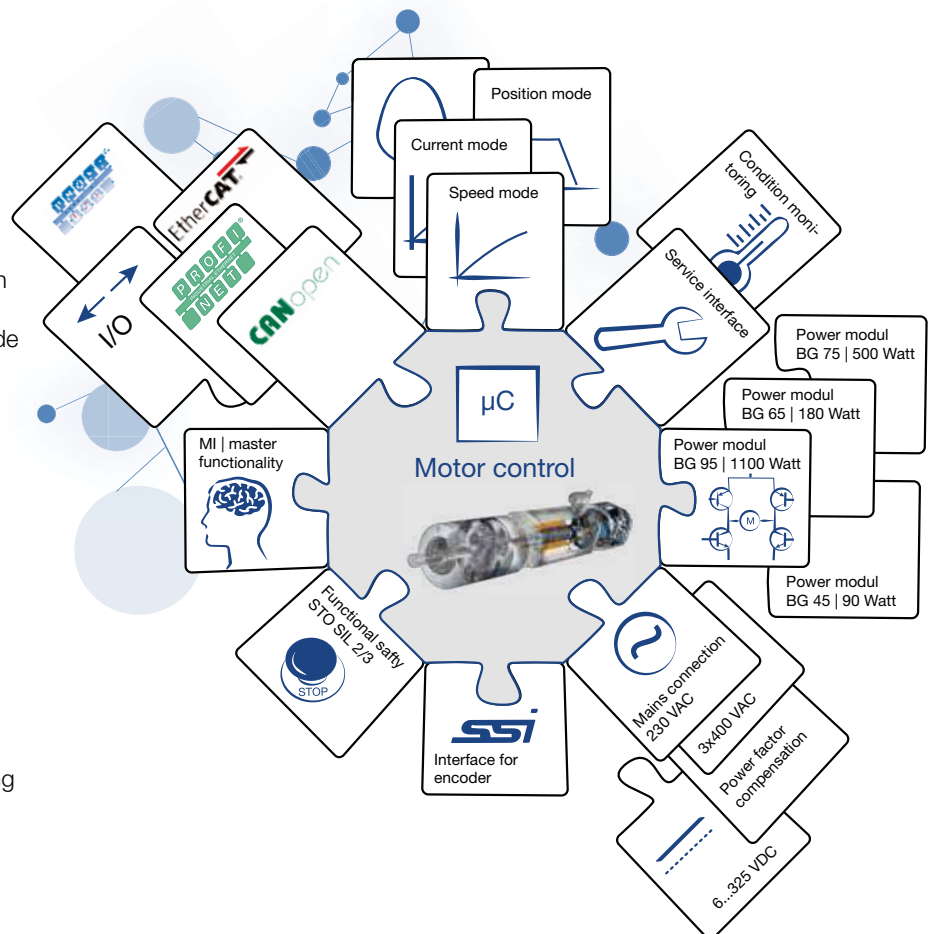 Position mode
Current mode
Speed mode
EtherCAT
PROFI
NET
CANopen
I/O
Condition moni-
toring
Service interface
Power modul
BG 75 | 500 Watt
Power modul
BG 65 | 180 Watt
Power modul
BG 95 | 1100 Watt
M
Power modul
BG 45 | 90 Watt
µC
Motor control
MI | master
functionality
Functional safty
STO SIL 2/3
STOP
SSI
Interface for
encoder
Mains connection
230 VAC
3x400 VAC
Power factor
compensation
6...325 VDC